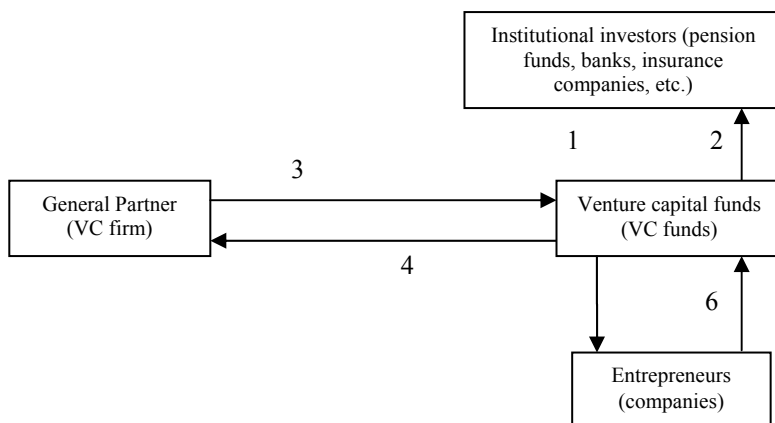 Institutional investors (pension
funds, banks, insurance
companies, etc.)
1
2
3
General Partner
(VC firm)
Venture capital funds
(VC funds)
4
6
Entrepreneurs
(companies)